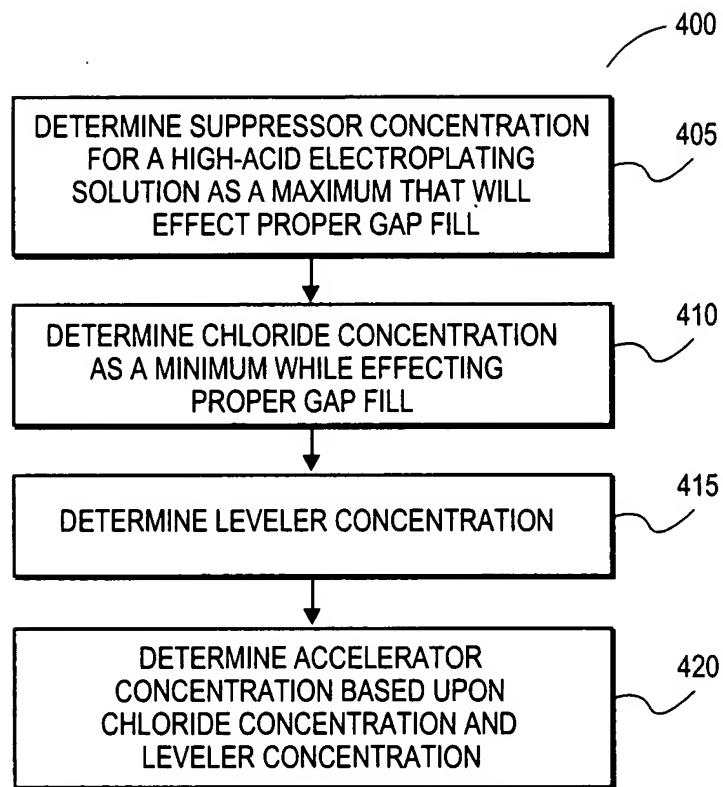 400
DETERMINE SUPPRESSOR CONCENTRATION
FOR A HIGH-ACID ELECTROPLATING
SOLUTION AS A MAXIMUM THAT WILL
EFFECT PROPER GAP FILL
405
DETERMINE CHLORIDE CONCENTRATION
AS A MINIMUM WHILE EFFECTING
PROPER GAP FILL
410
DETERMINE LEVELER CONCENTRATION
415
DETERMINE ACCELERATOR
CONCENTRATION BASED UPON
CHLORIDE CONCENTRATION AND
LEVELER CONCENTRATION
420